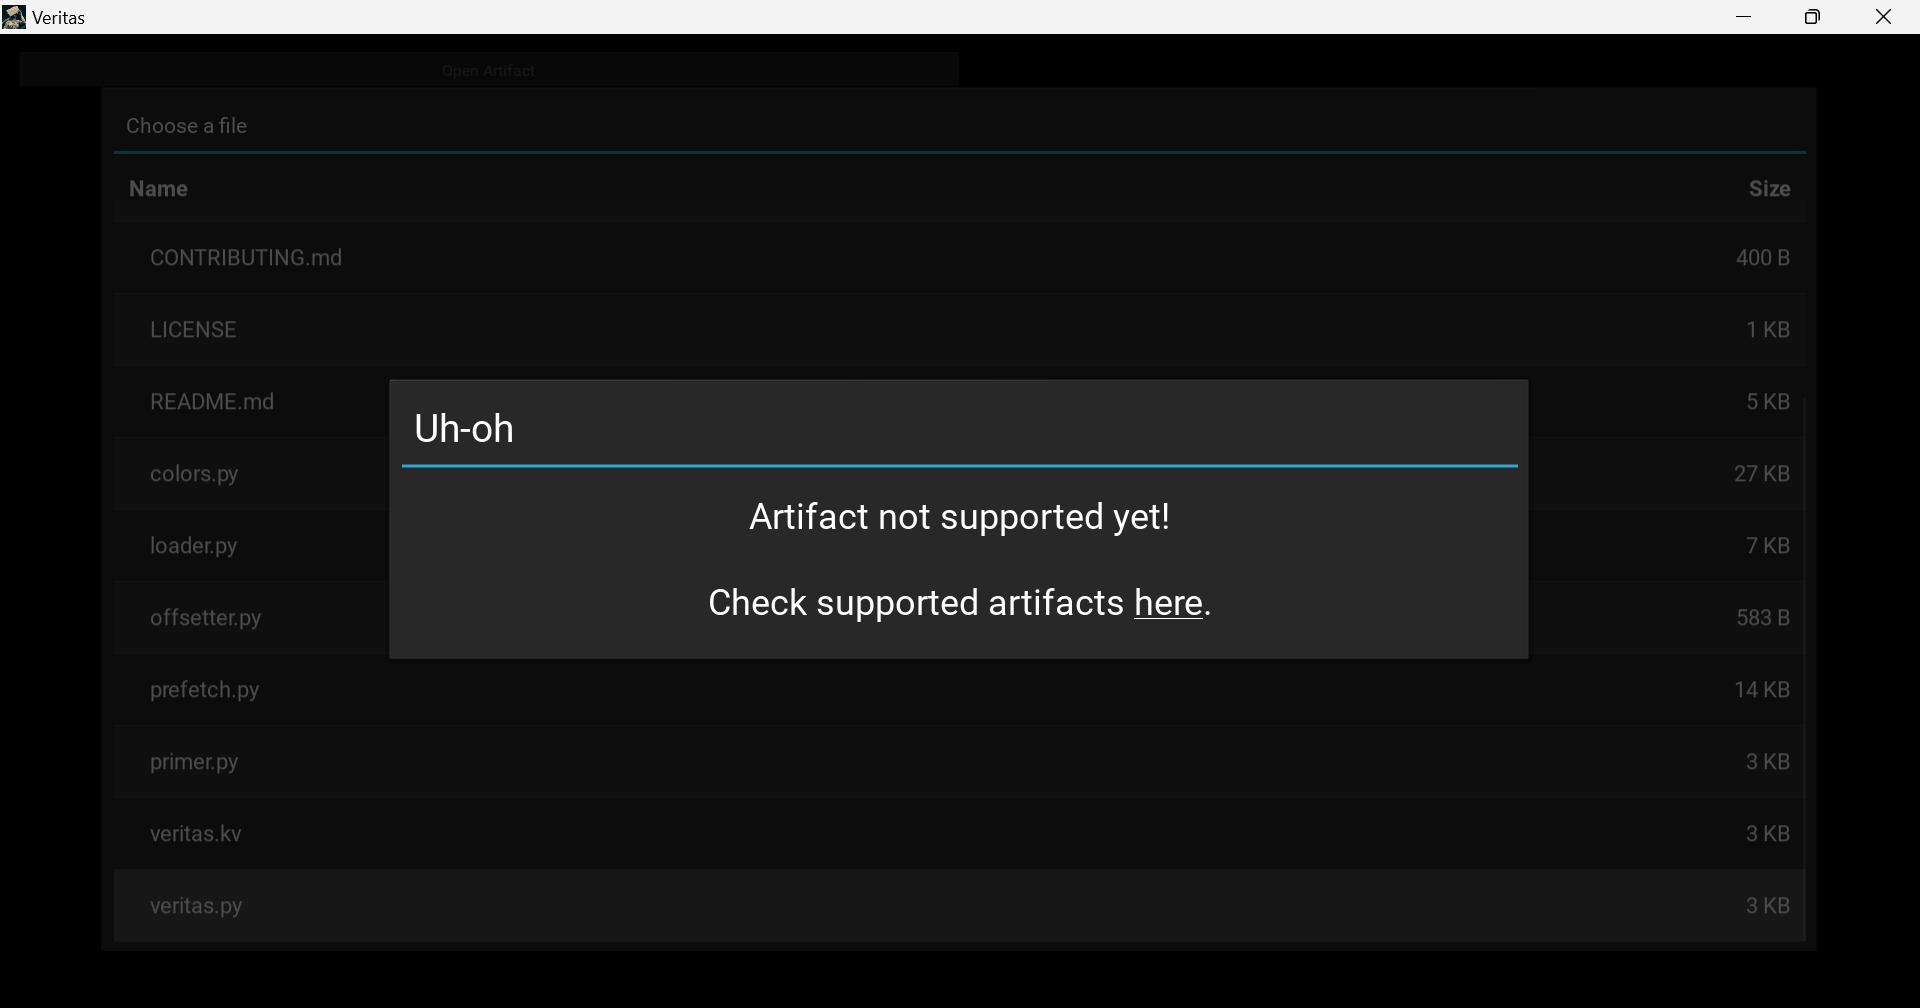 Veritas
Open Artifact
Choose a file
Name Size
CONTRIBUTING.md 400 B
LICENSE 1 KB
README.md 5 KB
colors.py 27 KB
loader.py 7 KB
offsetter.py 583 B
prefetch.py 14 KB
primer.py 3 KB
veritas.kv 3 KB
veritas.py 3 KB
Uh-oh
Artifact not supported yet!
Check supported artifacts here.